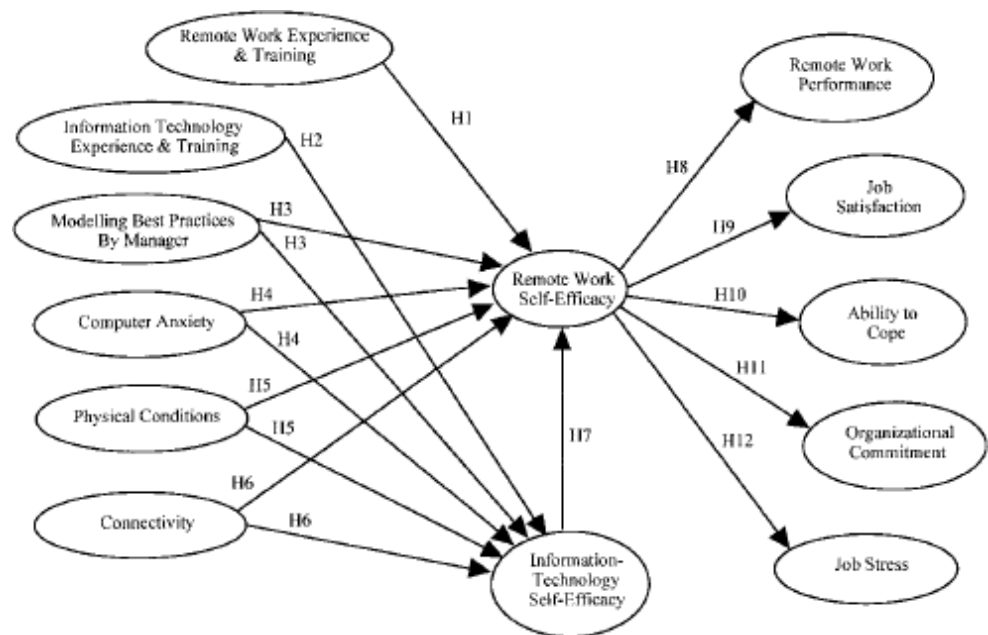 Remote Work Experience
& Training
H1
Information Technology
Experience & Training
H2
Modelling Best Practices
By Manager
H3
H3
Computer Anxiety
H4
H4
Physical Conditions
H5
H5
Connectivity
H6
H6
Remote Work
Self-Efficacy
H7
Information-
Technology
Self-Efficacy
Remote Work
Performance
H8
Job
Satisfaction
H9
Ability to
Cope
H10
Organizational
Commitment
H11
Job Stress
H12